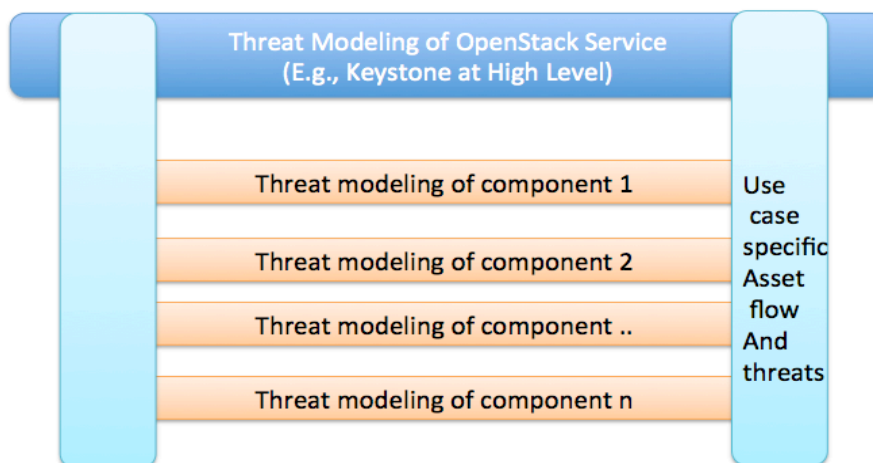 Threat Modeling of OpenStack Service
(E.g., Keystone at High Level)
Threat modeling of component 1
Threat modeling of component 2
Threat modeling of component ..
Threat modeling of component n
Use
case
specific
Asset
flow
And
threats